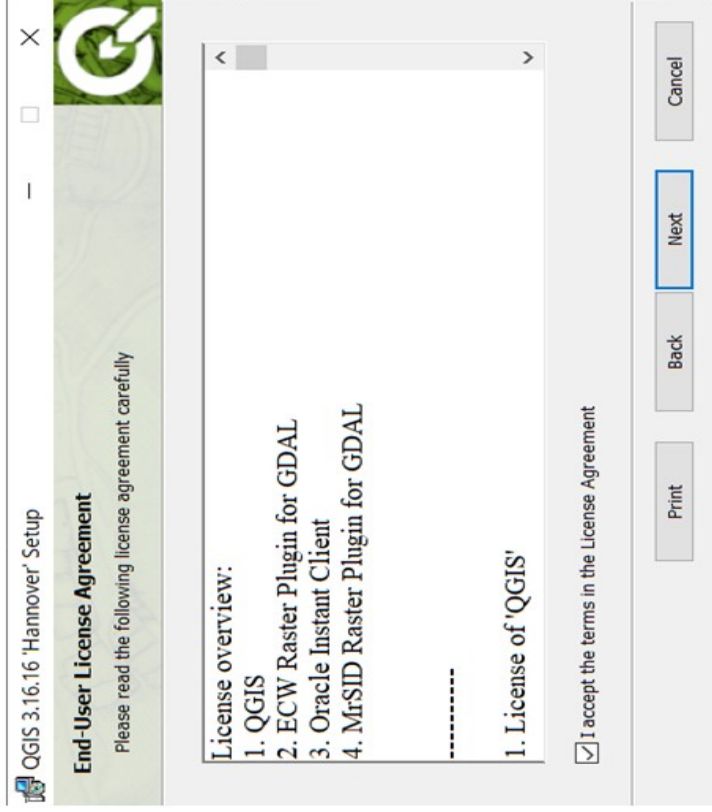 QGIS 3.16.16 'Hannover' Setup
End-User License Agreement
Please read the following license agreement carefully
License overview:
1. QGIS
2. ECW Raster Plugin for GDAL
3. Oracle Instant Client
4. MrSID Raster Plugin for GDAL
----------
1. License of 'QGIS'
I accept the terms in the License Agreement
Print
Back
Next
Cancel